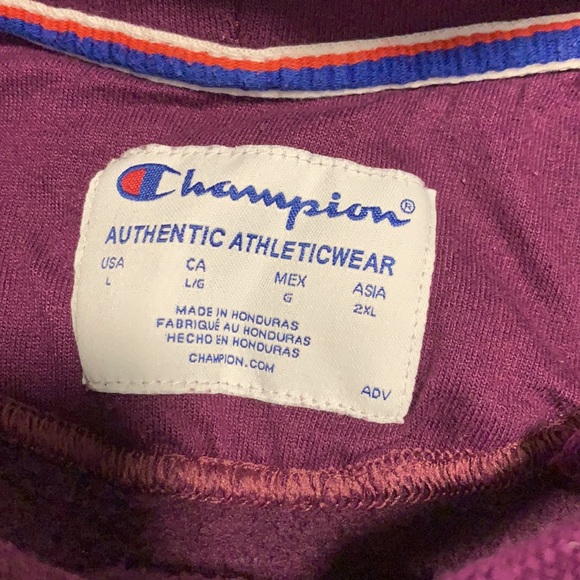 Champion®
AUTHENTIC ATHLETICWEAR
USA CA MEX ASIA
L L/G G 2XL
MADE IN HONDURAS
FABRIQUÉ AU HONDURAS
HECHO EN HONDURAS
CHAMPION.COM
ADV